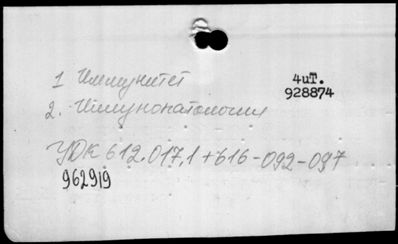 1 Иммунитет
4иТ.
928874
2. Иммунопатология
УДК 612.017,1+616-092-097
962919